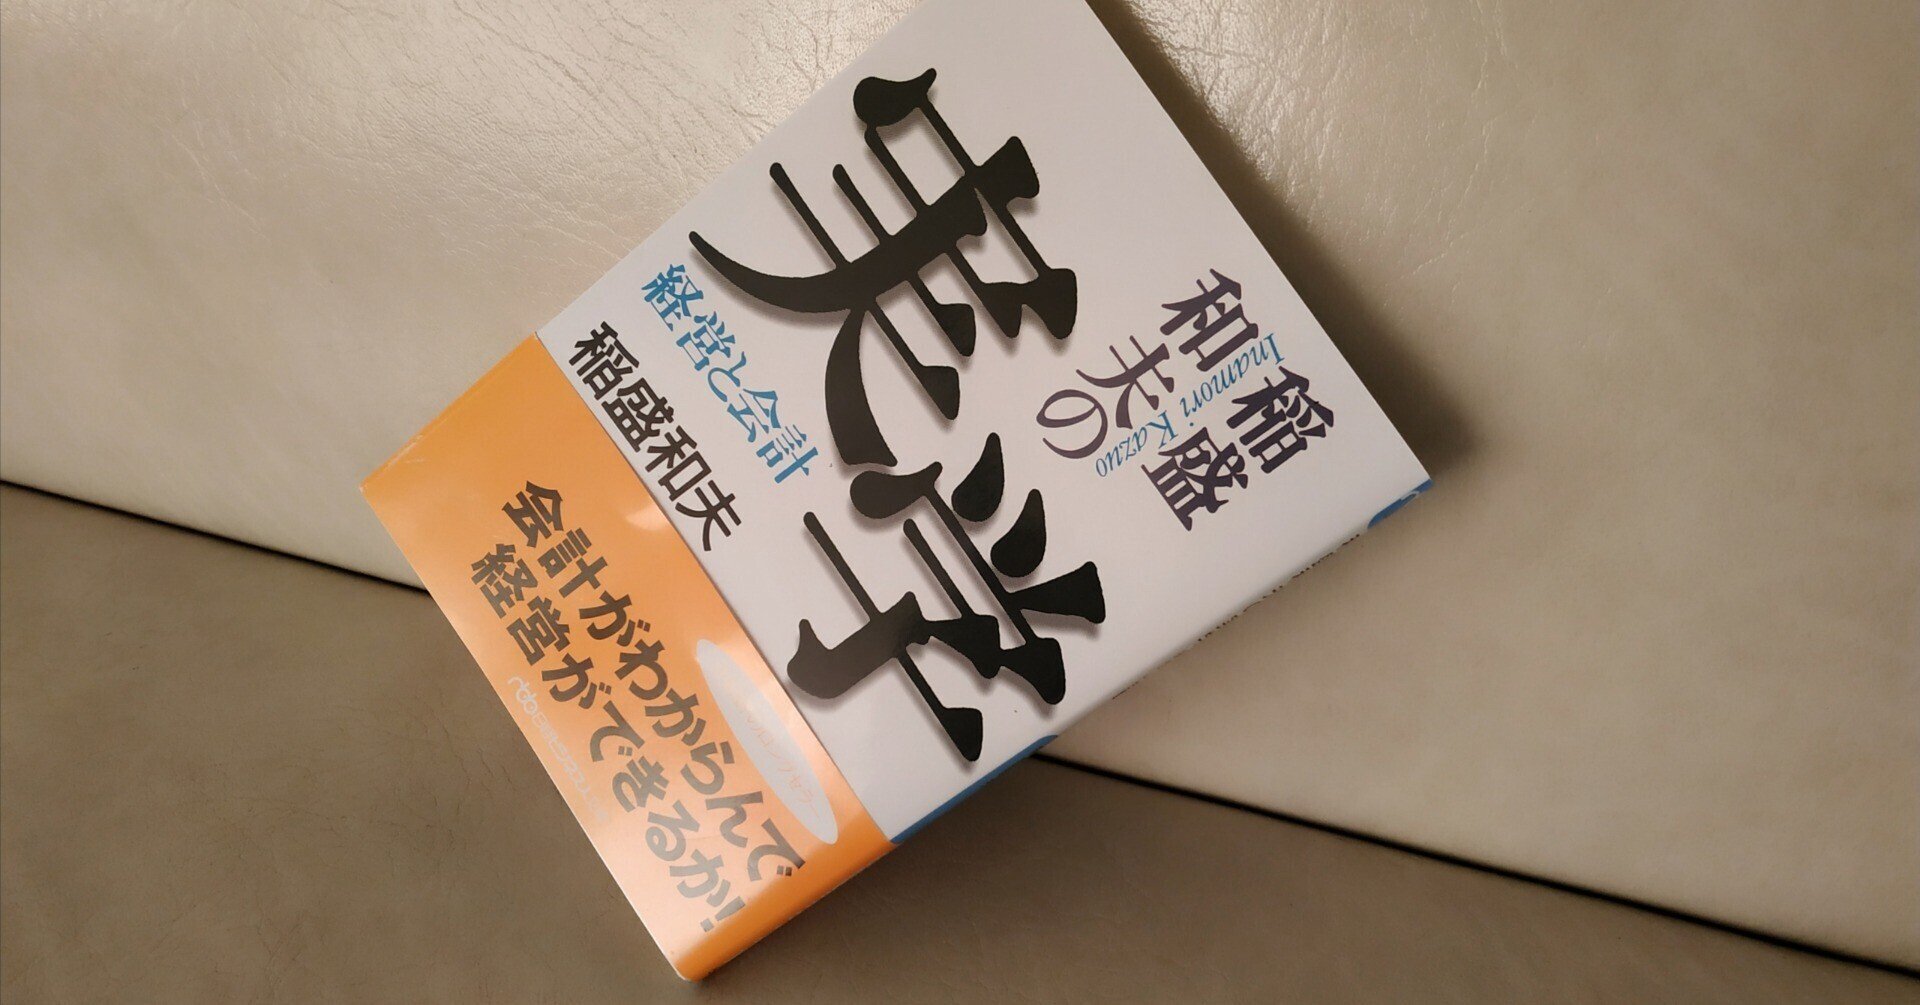 稲盛
和夫の
Inamori Kazuo
実学
経営と会計
稲盛和夫
会計がわからんで
経営ができるか!